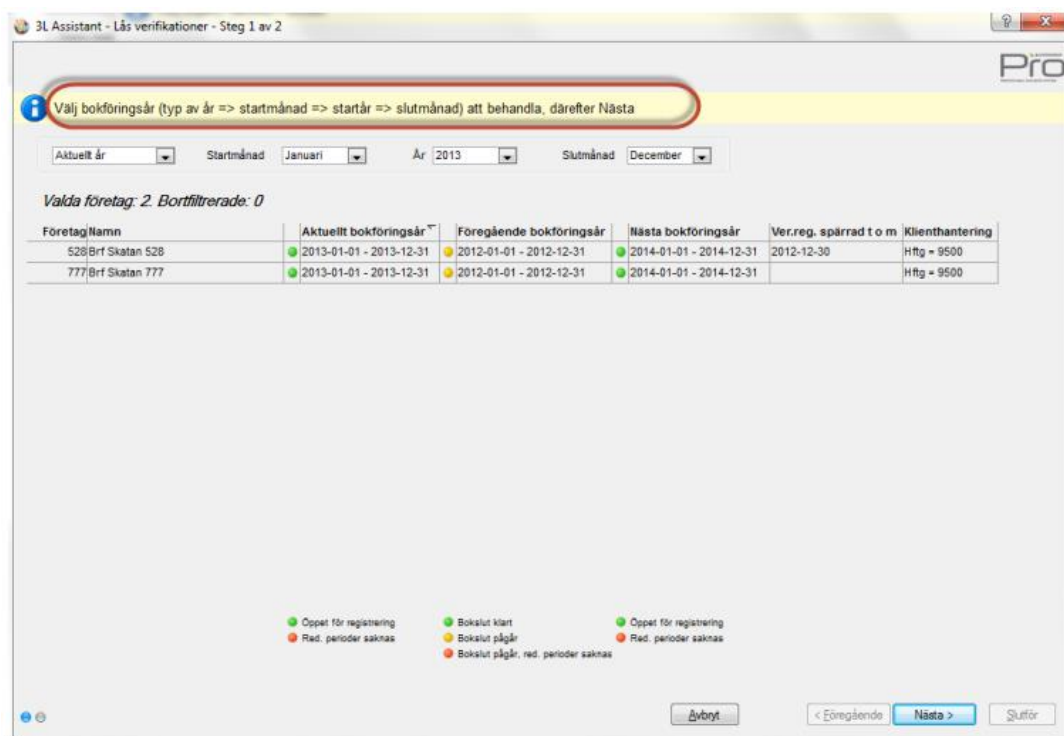 3L Assistant - Lås verifikationer - Steg 1 av 2
Pro
Välj bokföringsår (typ av år => startmånad => startår => slutmånad) att behandla, därefter Nästa
Aktuellt år Startmånad Januari År 2013 Slutmånad December
Valda företag: 2. Bortfiltrerade: 0
Företag Namn Aktuellt bokföringsår Föregående bokföringsår Nästa bokföringsår Ver.reg. spärrad t o m Klienthantering
528 Brf Skatan 528 2013-01-01 - 2013-12-31 2012-01-01 - 2012-12-31 2014-01-01 - 2014-12-31 2012-12-30 Hftg = 9500
777 Brf Skatan 777 2013-01-01 - 2013-12-31 2012-01-01 - 2012-12-31 2014-01-01 - 2014-12-31 Hftg = 9500
Öppet för registrering Bokslut klart Öppet för registrering
Red. perioder saknas Bokslut pågår Red. perioder saknas
Bokslut pågår, red. perioder saknas
Avbryt < Föregående Nästa > Slutför